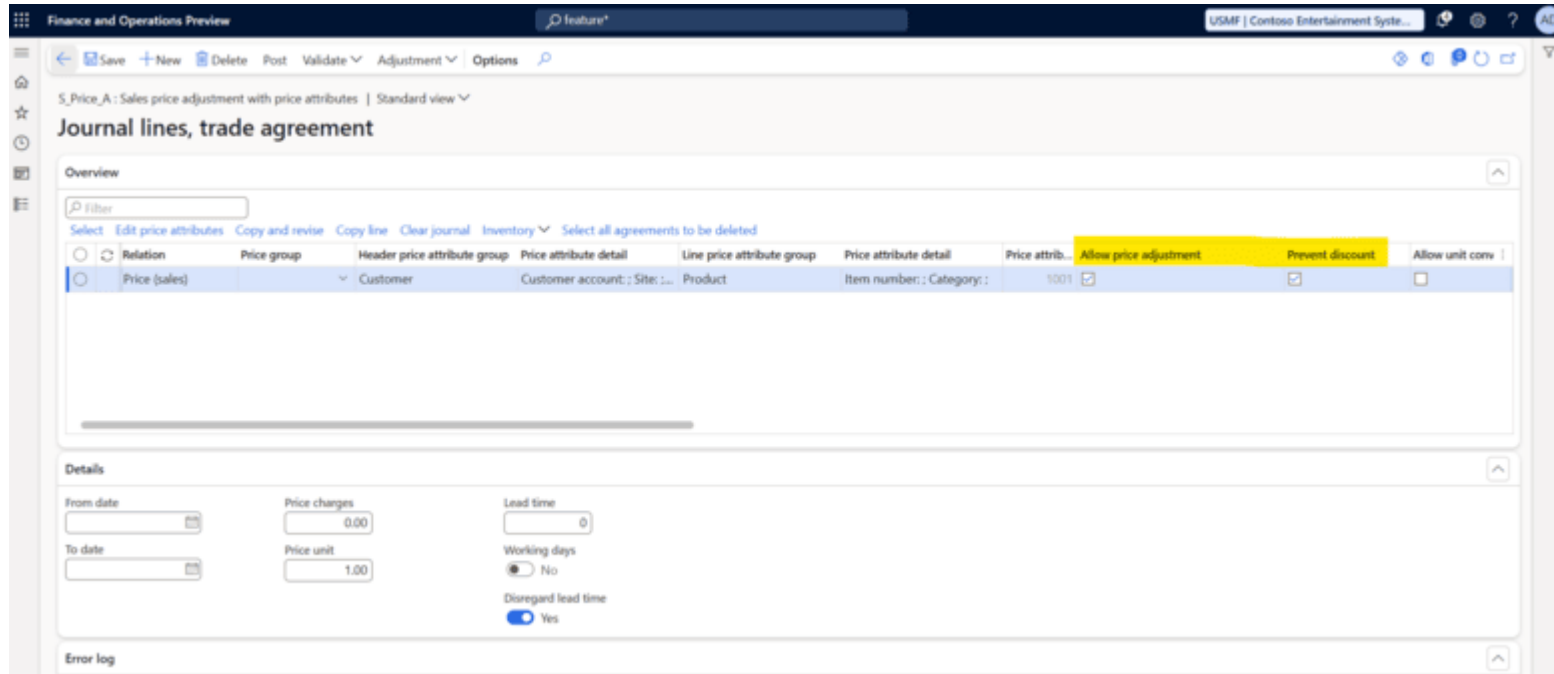 Finance and Operations Preview feature* USMF | Contoso Entertainment Syste... ? AD
Save New Delete Post Validate Adjustment Options
S_Price_A : Sales price adjustment with price attributes | Standard view
Journal lines, trade agreement
Overview
Filter
Select Edit price attributes Copy and revise Copy line Clear journal Inventory Select all agreements to be deleted
Relation Price group Header price attribute group Price attribute detail Line price attribute group Price attribute detail Price attrib... Allow price adjustment Prevent discount Allow unit conv
Price (sales) Customer Customer account: ; Site: ;... Product Item number: ; Category: ; 1001
Details
From date Price charges Lead time
0.00 0
To date Price unit Working days
1.00 No
Disregard lead time
Yes
Error log